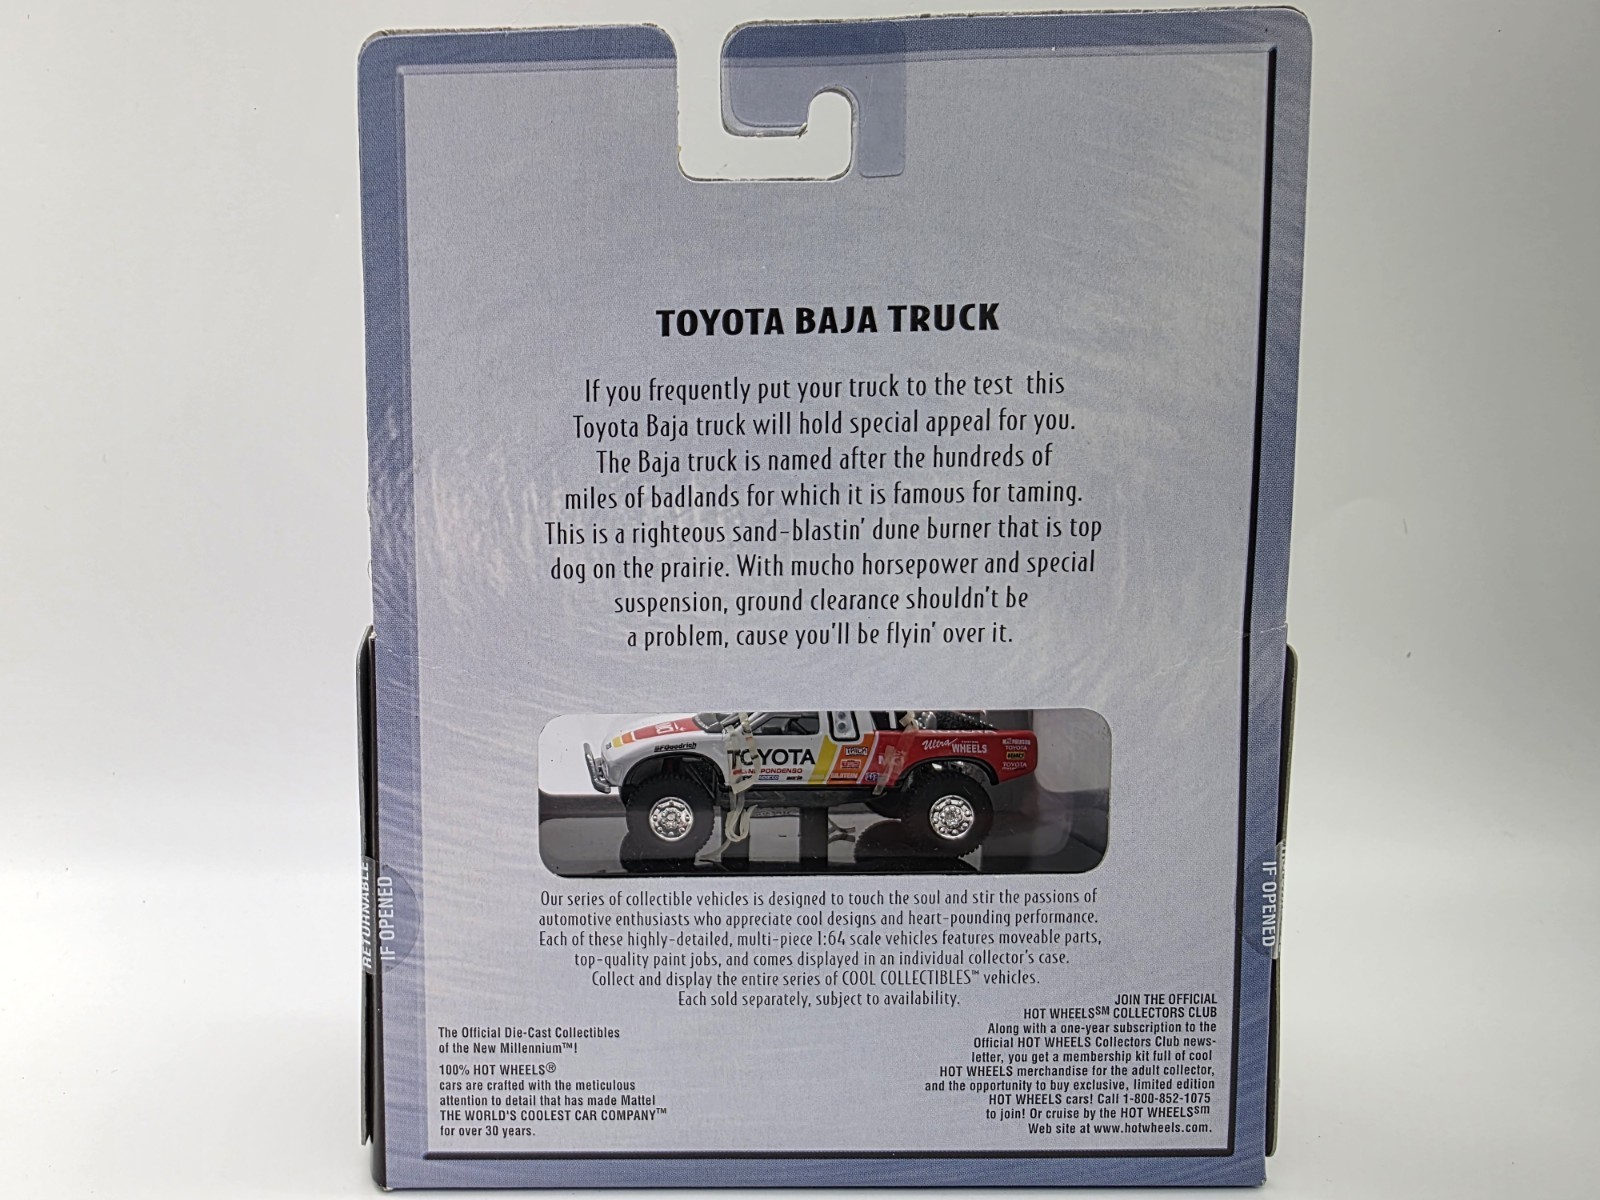 TOYOTA BAJA TRUCK
If you frequently put your truck to the test this
Toyota Baja truck will hold special appeal for you.
The Baja truck is named after the hundreds of
miles of badlands for which it is famous for taming.
This is a righteous sand-blastin' dune burner that is top
dog on the prairie. With mucho horsepower and special
suspension, ground clearance shouldn't be
a problem, cause you'll be flyin' over it.
BFGoodrich
TOYOTA
Ultra
WHEELS
TOYOTA
TOYOTA
Our series of collectible vehicles is designed to touch the soul and stir the passions of
automotive enthusiasts who appreciate cool designs and heart-pounding performance.
Each of these highly-detailed, multi-piece 1:64 scale vehicles features moveable parts,
top-quality paint jobs, and comes displayed in an individual collector's case.
Collect and display the entire series of COOL COLLECTIBLES™ vehicles.
Each sold separately, subject to availability.
The Official Die-Cast Collectibles
of the New Millennium™!
100% HOT WHEELS®
cars are crafted with the meticulous
attention to detail that has made Mattel
THE WORLD'S COOLEST CAR COMPANY™
for over 30 years.
JOIN THE OFFICIAL
HOT WHEELS℠ COLLECTORS CLUB
Along with a one-year subscription to the
Official HOT WHEELS Collectors Club news-
letter, you get a membership kit full of cool
HOT WHEELS merchandise for the adult collector,
and the opportunity to buy exclusive, limited edition
HOT WHEELS cars! Call 1-800-852-1075
to join! Or cruise by the HOT WHEELS℠
Web site at www.hotwheels.com.
RETURNABLE
IF OPENED
IF OPENED